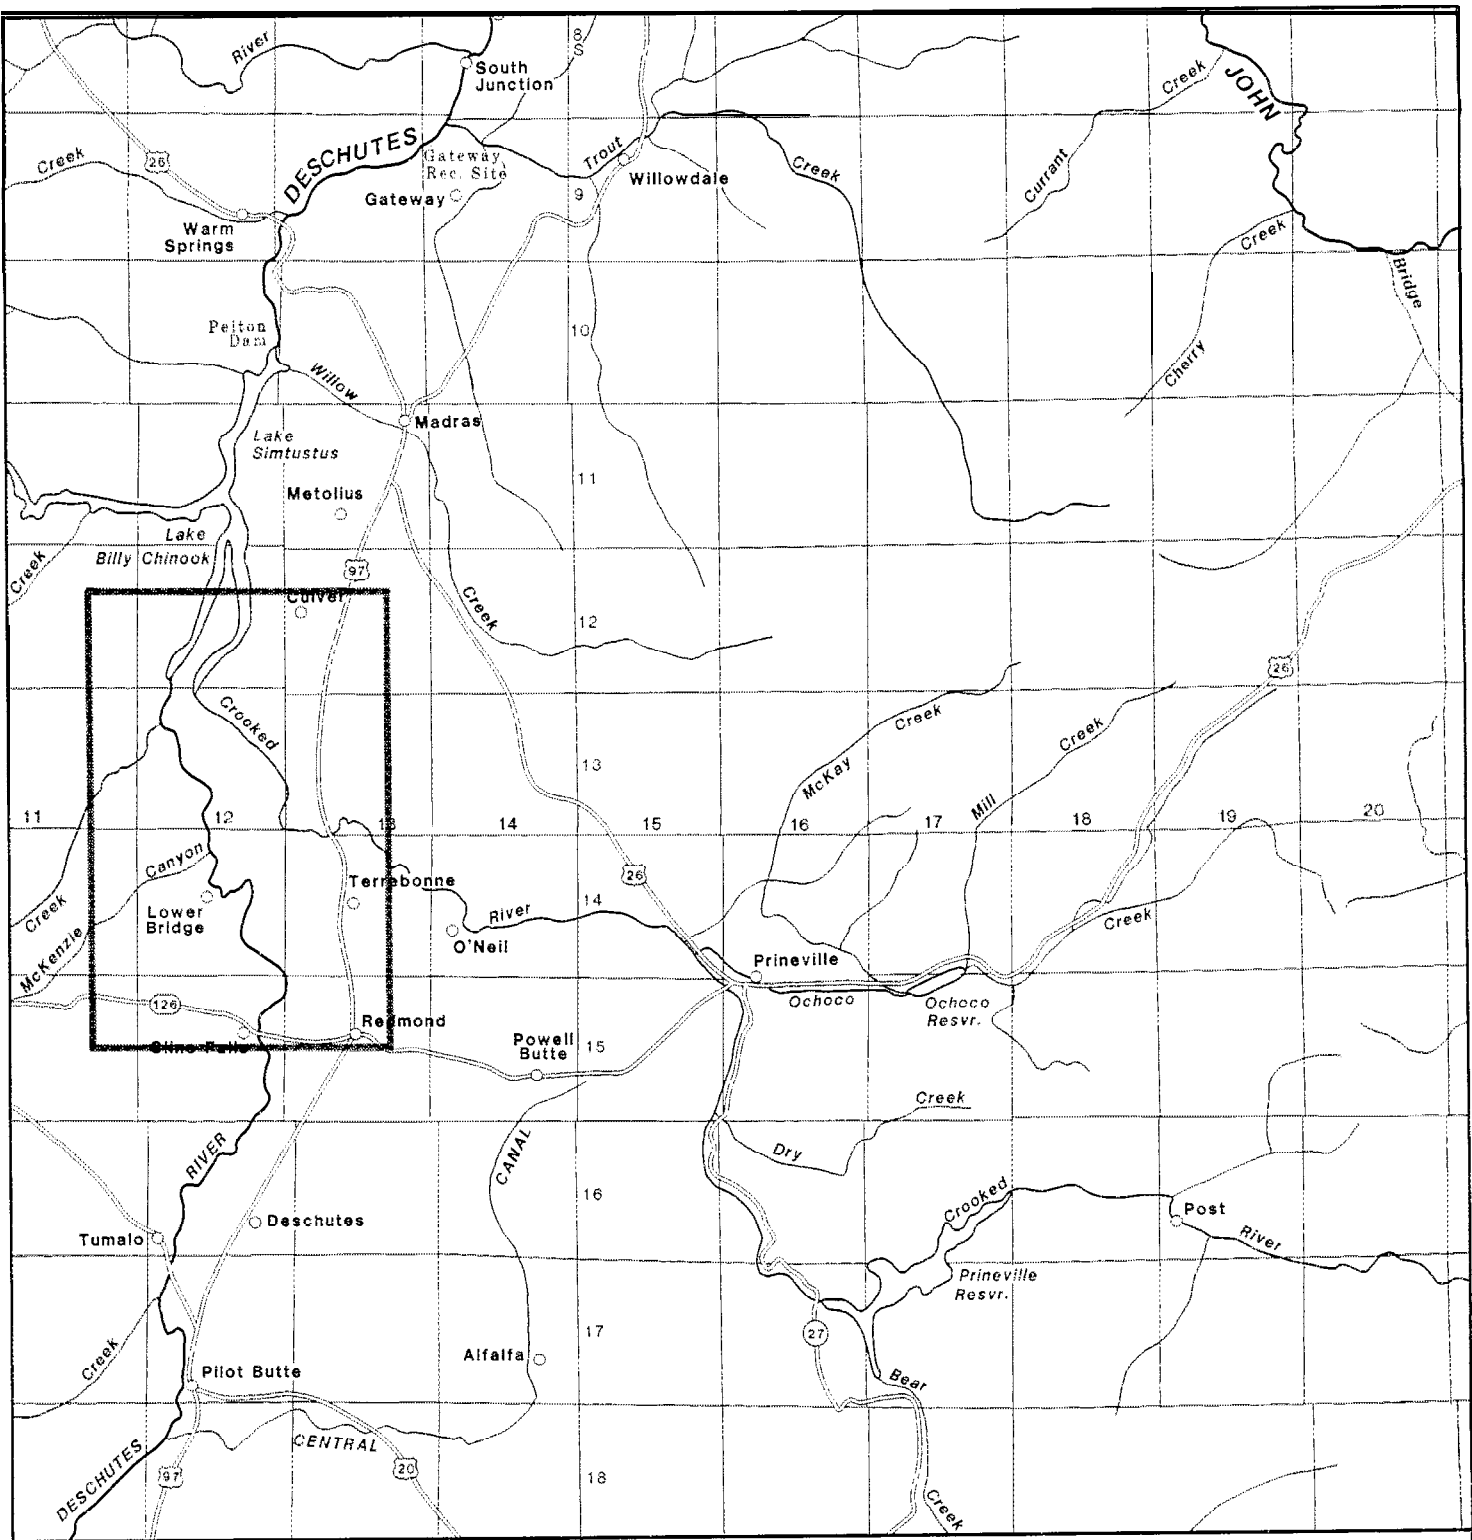 8
S
River
South
Junction
Creek
JOHN
DESCHUTES
Creek
26
Gateway
Rec. Site
Trout
Gateway
Willowdale
Creek
Currant
9
Warm
Springs
Creek
Bridge
Pelton
Dam
10
Willow
Cherry
Madras
Lake
Simtustus
Metolius
11
Lake
Billy Chinook
Creek
97
Culver
Creek
12
26
Crooked
Creek
McKay
Creek
Mill
13
11
12
13
14
15
16
17
18
19
20
Canyon
26
Terrebonne
Creek
Lower
Bridge
14
River
Creek
McKenzie
O'Neil
Prineville
126
Ochoco
Ochoco
Resvr.
Redmond
Cline Falls
Powell
Butte
15
Creek
Dry
RIVER
CANAL
16
Crooked
Post
Deschutes
Tumalo
River
Prineville
Resvr.
17
27
Creek
Alfalfa
Pilot Butte
Bear
CENTRAL
DESCHUTES
97
20
18
Creek